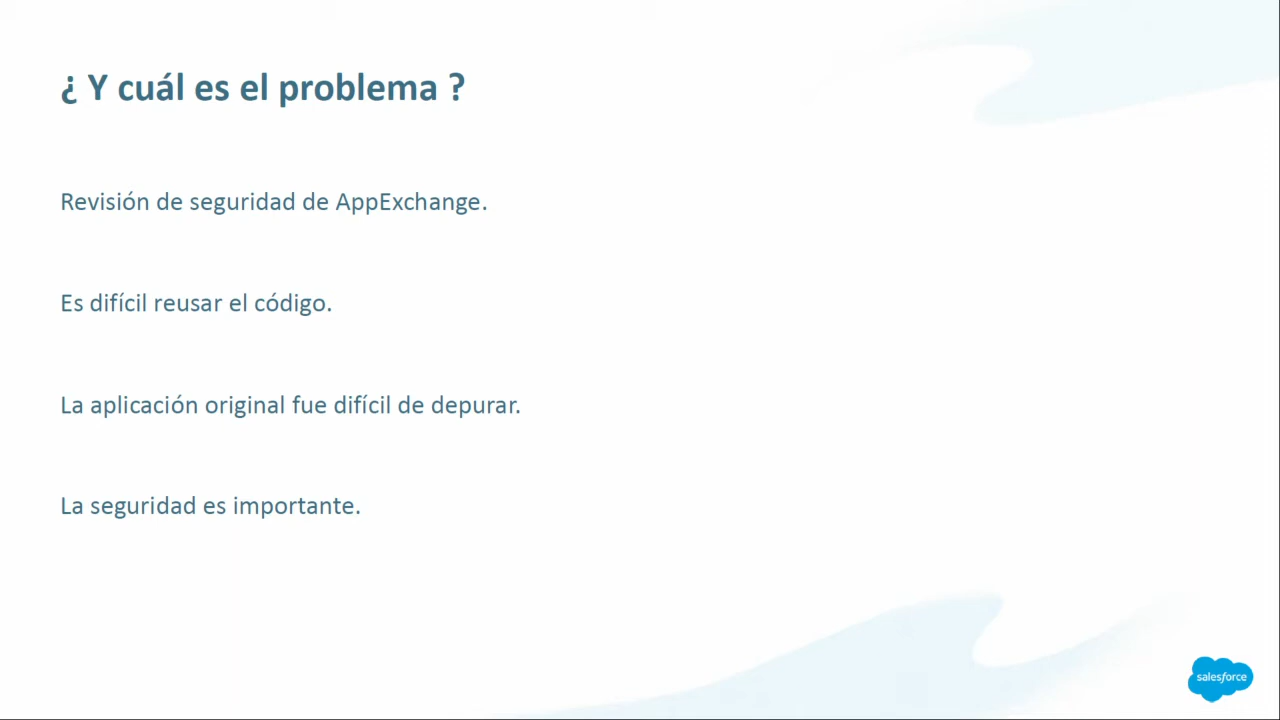 ¿ Y cuál es el problema ?
Revisión de seguridad de AppExchange.
Es difícil reusar el código.
La aplicación original fue difícil de depurar.
La seguridad es importante.
salesforce